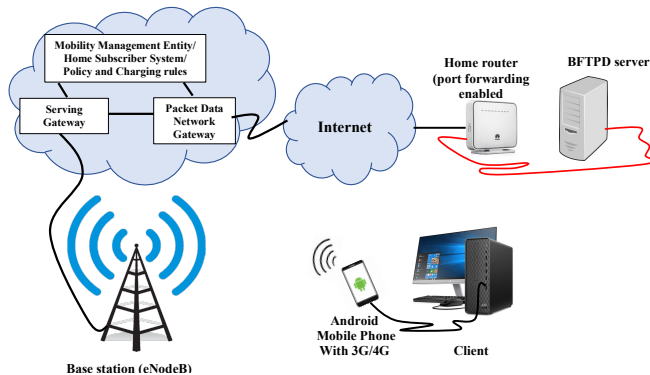 Mobility Management Entity/
Home Subscriber System/
Policy and Charging rules
Serving
Gateway
Packet Data
Network
Gateway
Internet
Home router
(port forwarding
enabled
BFTPD server
Android
Mobile Phone
With 3G/4G
Client
Base station (eNodeB)